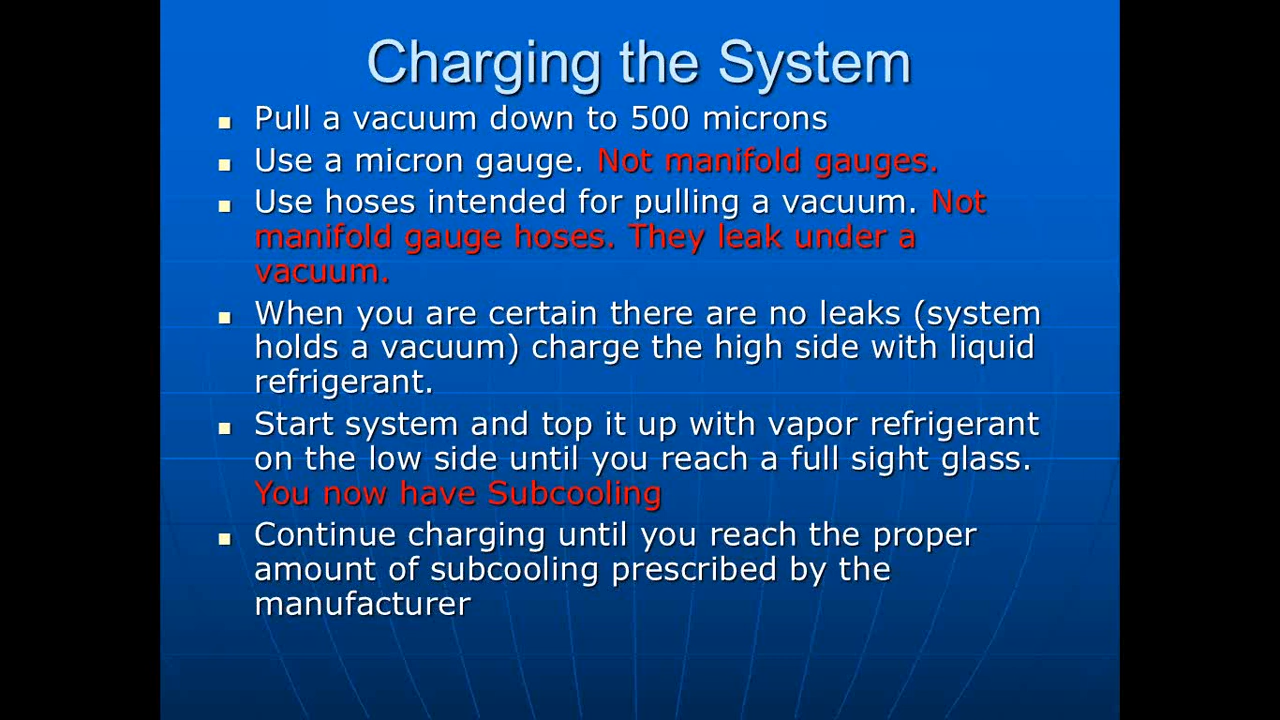 Charging the System
Pull a vacuum down to 500 microns
Use a micron gauge. Not manifold gauges.
Use hoses intended for pulling a vacuum. Not
manifold gauge hoses. They leak under a
vacuum.
When you are certain there are no leaks (system
holds a vacuum) charge the high side with liquid
refrigerant.
Start system and top it up with vapor refrigerant
on the low side until you reach a full sight glass.
You now have Subcooling
Continue charging until you reach the proper
amount of subcooling prescribed by the
manufacturer